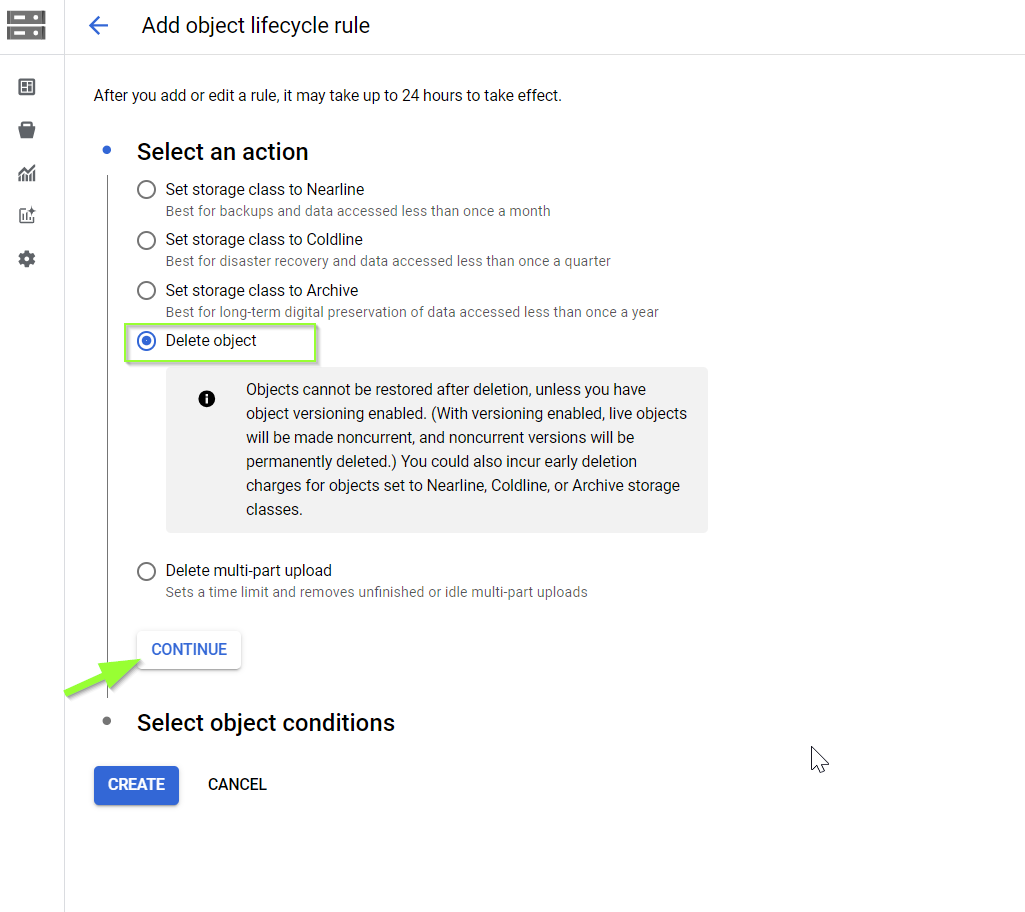 Add object lifecycle rule
After you add or edit a rule, it may take up to 24 hours to take effect.
Select an action
Set storage class to Nearline
Best for backups and data accessed less than once a month
Set storage class to Coldline
Best for disaster recovery and data accessed less than once a quarter
Set storage class to Archive
Best for long-term digital preservation of data accessed less than once a year
Delete object
Objects cannot be restored after deletion, unless you have
object versioning enabled. (With versioning enabled, live objects
will be made noncurrent, and noncurrent versions will be
permanently deleted.) You could also incur early deletion
charges for objects set to Nearline, Coldline, or Archive storage
classes.
Delete multi-part upload
Sets a time limit and removes unfinished or idle multi-part uploads
CONTINUE
Select object conditions
CREATE CANCEL